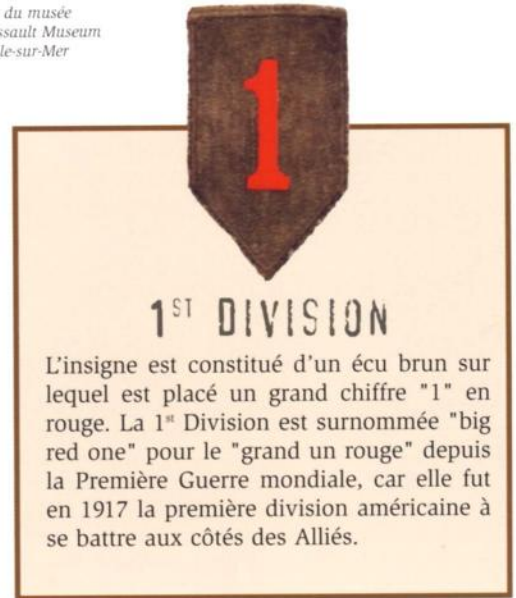 du musée
ssault Museum
le-sur-Mer
1
1ST DIVISION
L'insigne est constitué d'un écu brun sur
lequel est placé un grand chiffre "1" en
rouge. La 1st Division est surnommée "big
red one" pour le "grand un rouge" depuis
la Première Guerre mondiale, car elle fut
en 1917 la première division américaine à
se battre aux côtés des Alliés.